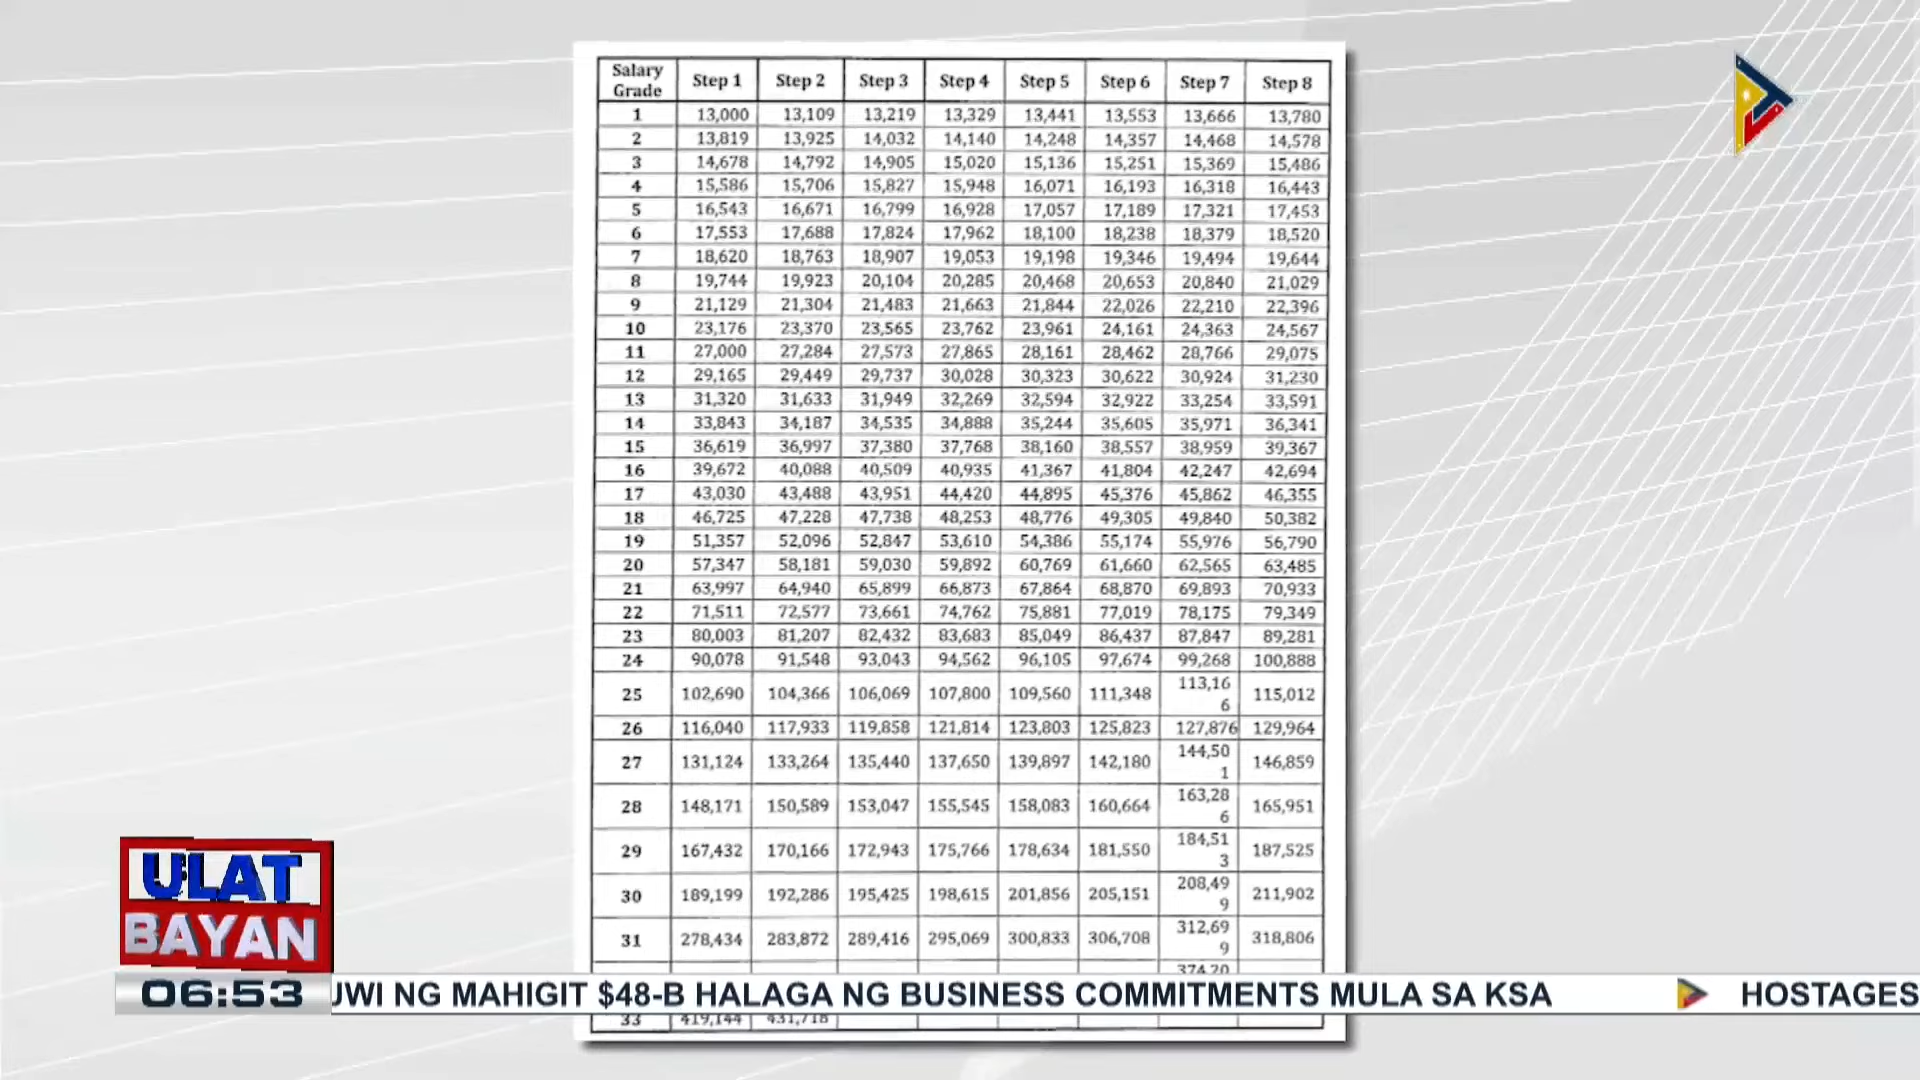 Salary Grade Step 1 Step 2 Step 3 Step 4 Step 5 Step 6 Step 7 Step 8
1 13,000 13,109 13,219 13,329 13,441 13,553 13,666 13,780
2 13,819 13,925 14,032 14,140 14,248 14,357 14,468 14,578
3 14,678 14,792 14,905 15,020 15,136 15,251 15,369 15,486
4 15,586 15,706 15,827 15,948 16,071 16,193 16,318 16,443
5 16,543 16,671 16,799 16,928 17,057 17,189 17,321 17,453
6 17,553 17,688 17,824 17,962 18,100 18,238 18,379 18,520
7 18,620 18,763 18,907 19,053 19,198 19,346 19,494 19,644
8 19,744 19,923 20,104 20,285 20,468 20,653 20,840 21,029
9 21,129 21,304 21,483 21,663 21,844 22,026 22,210 22,396
10 23,176 23,370 23,565 23,762 23,961 24,161 24,363 24,567
11 27,000 27,284 27,573 27,865 28,161 28,462 28,766 29,075
12 29,165 29,449 29,737 30,028 30,323 30,622 30,924 31,230
13 31,320 31,633 31,949 32,269 32,594 32,922 33,254 33,591
14 33,843 34,187 34,535 34,888 35,244 35,605 35,971 36,341
15 36,619 36,997 37,380 37,768 38,160 38,557 38,959 39,367
16 39,672 40,088 40,509 40,935 41,367 41,804 42,247 42,694
17 43,030 43,488 43,951 44,420 44,895 45,376 45,862 46,355
18 46,725 47,228 47,738 48,253 48,776 49,305 49,840 50,382
19 51,357 52,096 52,847 53,610 54,386 55,174 55,976 56,790
20 57,347 58,181 59,030 59,892 60,769 61,660 62,565 63,485
21 63,997 64,940 65,899 66,873 67,864 68,870 69,893 70,933
22 71,511 72,577 73,661 74,762 75,881 77,019 78,175 79,349
23 80,003 81,207 82,432 83,683 85,049 86,437 87,847 89,281
24 90,078 91,548 93,043 94,562 96,105 97,674 99,268 100,888
25 102,690 104,366 106,069 107,800 109,560 111,348 113,166 115,012
26 116,040 117,933 119,858 121,814 123,803 125,823 127,876 129,964
27 131,124 133,264 135,440 137,650 139,897 142,180 144,501 146,859
28 148,171 150,589 153,047 155,545 158,083 160,664 163,286 165,951
29 167,432 170,166 172,943 175,766 178,634 181,550 184,513 187,525
30 189,199 192,286 195,425 198,615 201,856 205,151 208,499 211,902
31 278,434 283,872 289,416 295,069 300,833 306,708 312,699 318,806
33 419,144 431,718
ULAT
BAYAN
06:53 UWI NG MAHIGIT $48-B HALAGA NG BUSINESS COMMITMENTS MULA SA KSA HOSTAGES